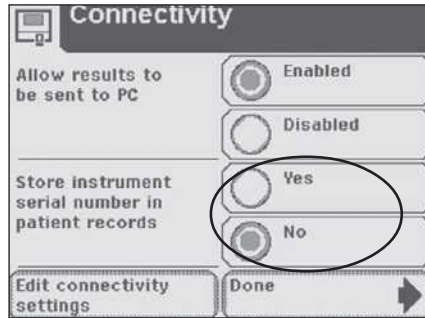 Connectivity
Allow results to
be sent to PC
Enabled
Disabled
Store instrument
serial number in
patient records
Yes
No
Edit connectivity
settings
Done